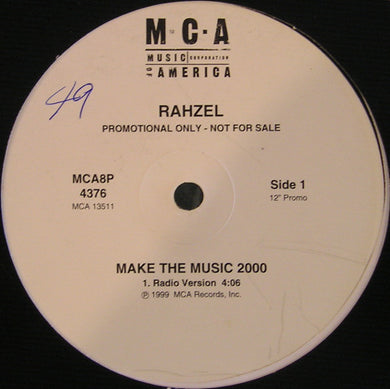 M·C·A
MUSIC CORPORATION
OF AMERICA
49
RAHZEL
PROMOTIONAL ONLY - NOT FOR SALE
MCA8P
4376
MCA 13511
Side 1
12" Promo
MAKE THE MUSIC 2000
1. Radio Version 4:06
℗ 1999 MCA Records, Inc.